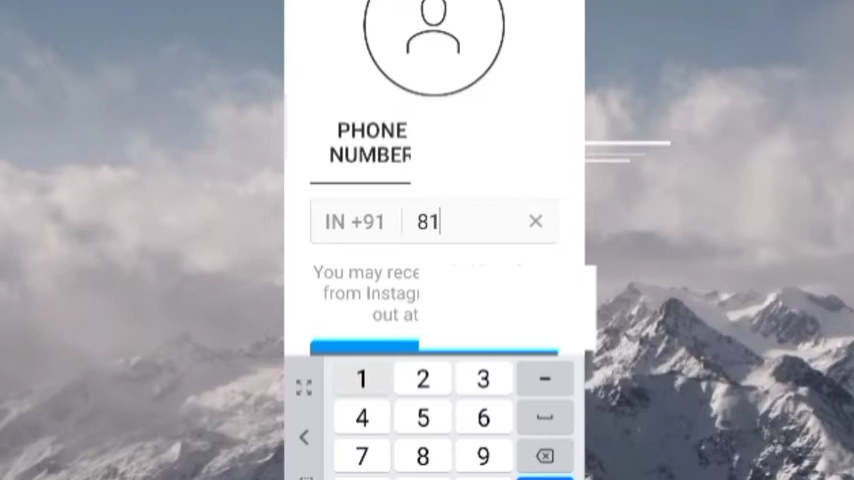 PHONE
NUMBER
IN +91 81
You may rece
from Instagr
out at
1 2 3 -
4 5 6
7 8 9